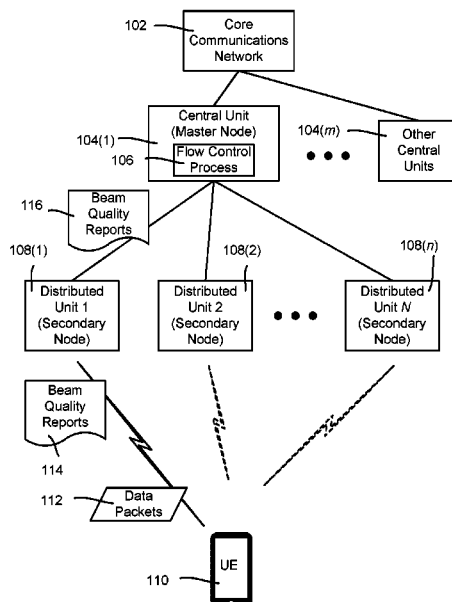 102
Core
Communications
Network
104(1)
Central Unit
(Master Node)
106
Flow Control
Process
104(m)
Other
Central
Units
116
Beam
Quality
Reports
108(1)
108(2)
108(n)
Distributed
Unit 1
(Secondary
Node)
Distributed
Unit 2
(Secondary
Node)
Distributed
Unit N
(Secondary
Node)
Beam
Quality
Reports
114
112
Data
Packets
110
UE